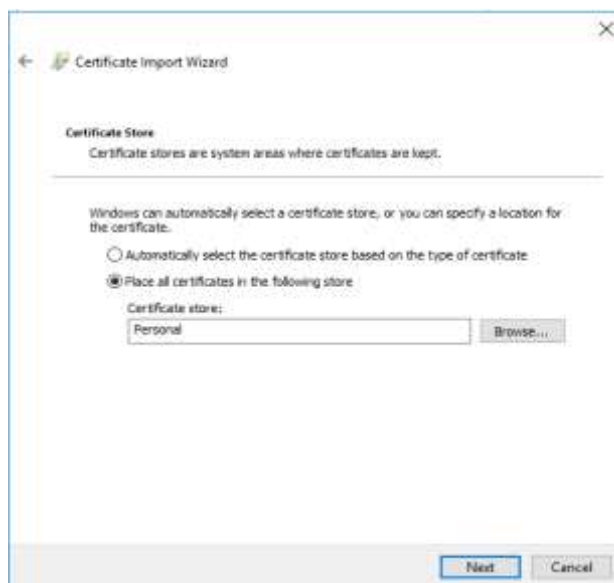 Certificate Import Wizard
Certificate Store
Certificate stores are system areas where certificates are kept.
Windows can automatically select a certificate store, or you can specify a location for
the certificate.
Automatically select the certificate store based on the type of certificate
Place all certificates in the following store
Certificate store:
Personal
Browse...
Next
Cancel